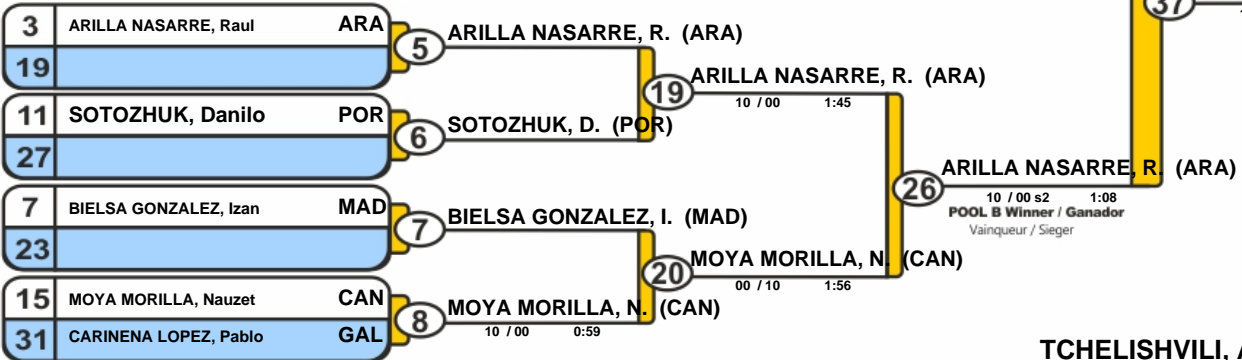 3 ARILLA NASARRE, Raul ARA
19
5
ARILLA NASARRE, R. (ARA)
11 SOTOZHUK, Danilo POR
27
6
SOTOZHUK, D. (POR)
19
ARILLA NASARRE, R. (ARA)
10 / 00 1:45
7 BIELSA GONZALEZ, Izan MAD
23
7
BIELSA GONZALEZ, I. (MAD)
15 MOYA MORILLA, Nauzet CAN
31 CARINENA LOPEZ, Pablo GAL
8
MOYA MORILLA, N. (CAN)
10 / 00 0:59
20
MOYA MORILLA, N. (CAN)
00 / 10 1:56
26
ARILLA NASARRE, R. (ARA)
10 / 00 s2 1:08
POOL B Winner / Ganador
Vainqueur / Sieger
37
TCHELISHVILI,